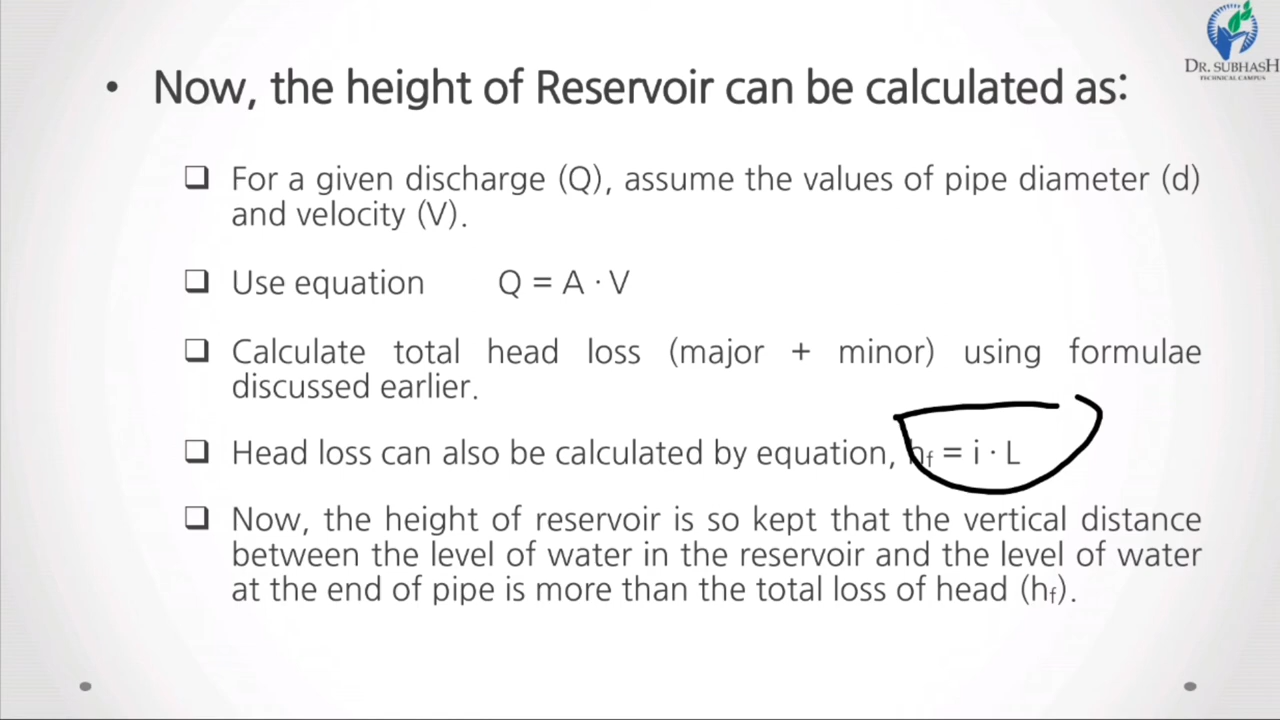 DR. SUBHASH
TECHNICAL CAMPUS
• Now, the height of Reservoir can be calculated as:
❑ For a given discharge (Q), assume the values of pipe diameter (d)
and velocity (V).
❑ Use equation Q = A · V
❑ Calculate total head loss (major + minor) using formulae
discussed earlier.
❑ Head loss can also be calculated by equation, hf = i · L
❑ Now, the height of reservoir is so kept that the vertical distance
between the level of water in the reservoir and the level of water
at the end of pipe is more than the total loss of head (hf).